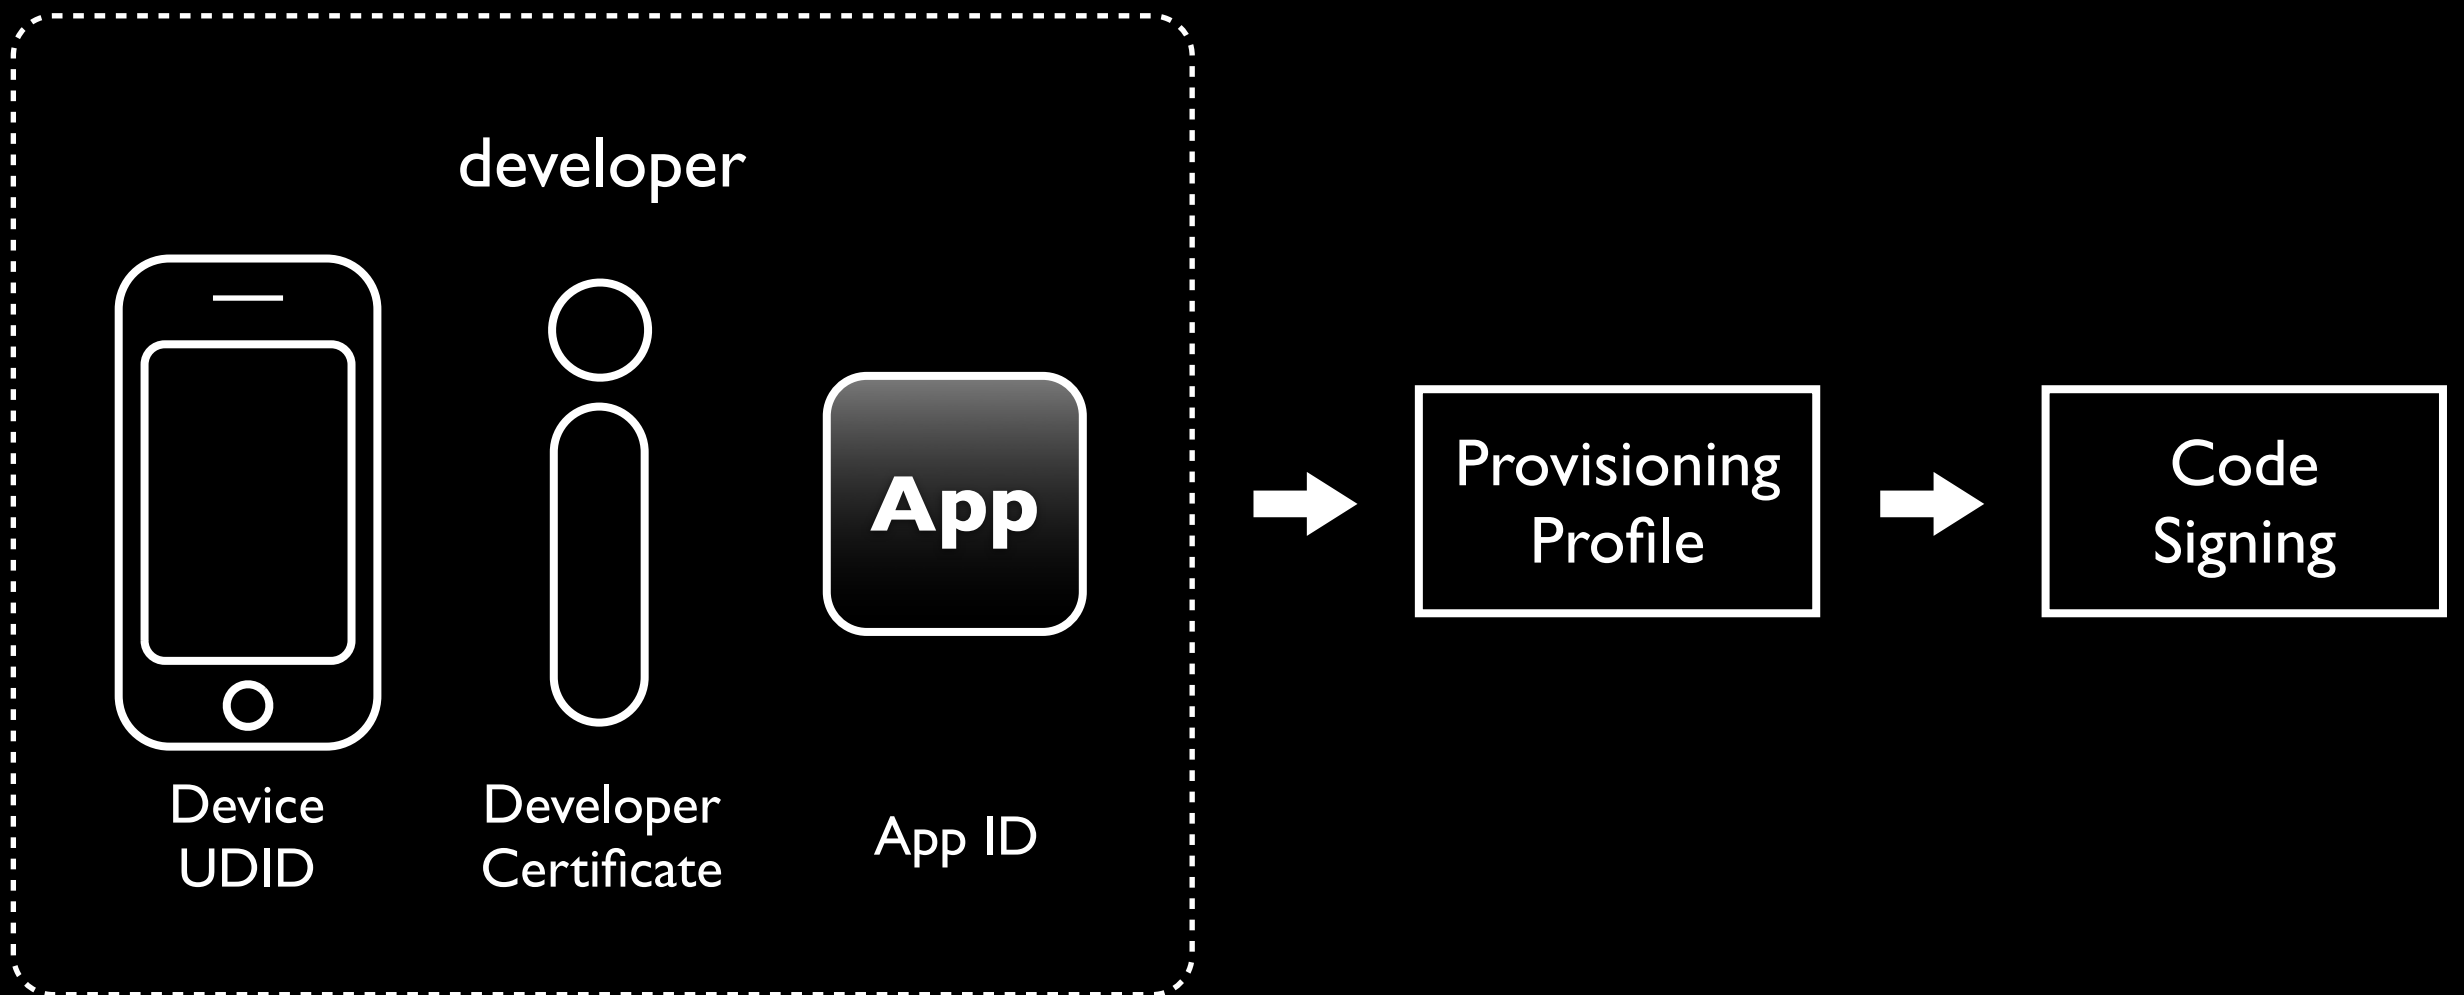 developer
App
Device
UDID
Developer
Certificate
App ID
Provisioning
Profile
Code
Signing